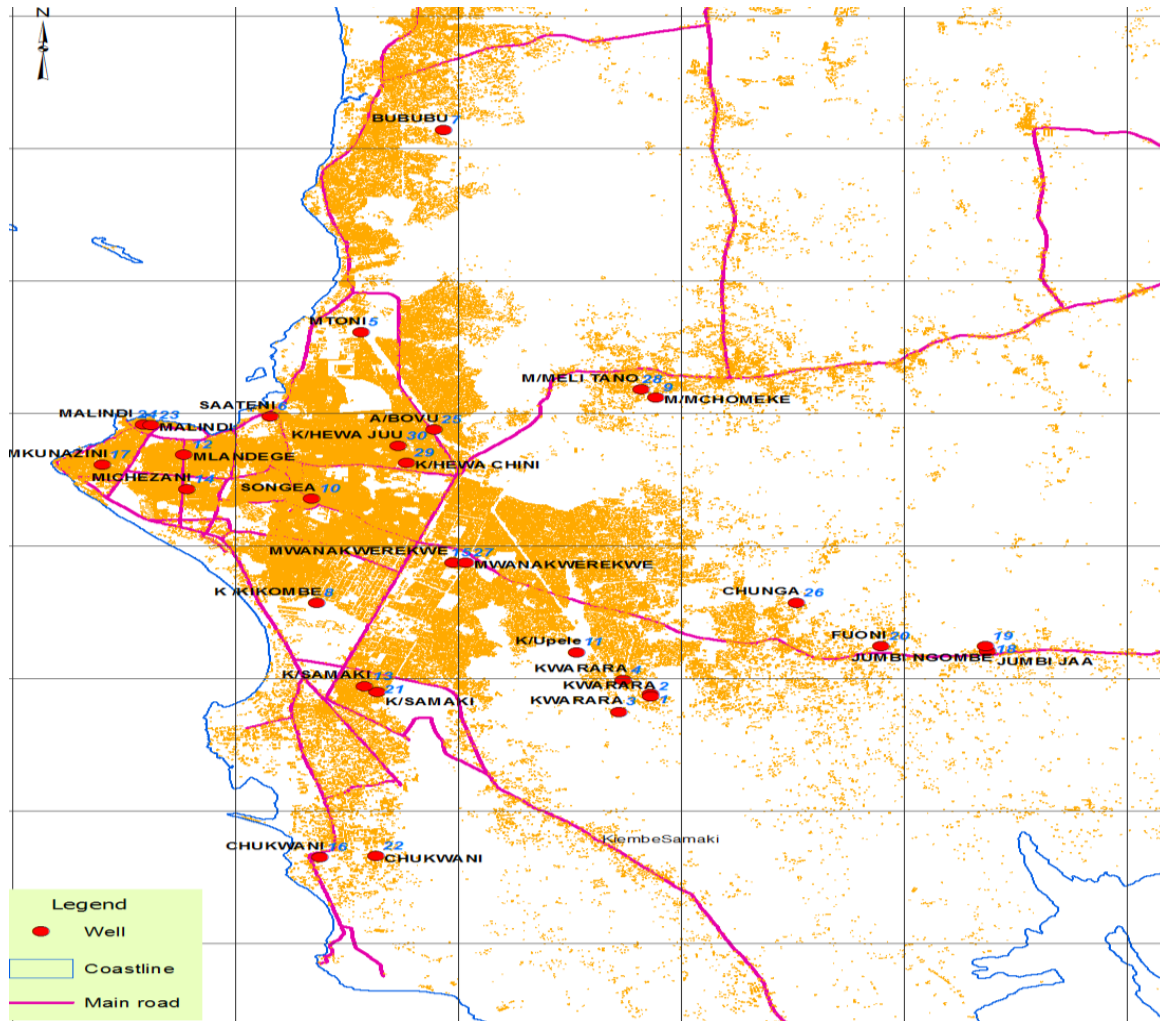 N
BUBUBU 7
MTONI 5
M/MELI TANO 28
9
M/MCHOMEKE
SAATENI 6
MALINDI 23
MALINDI
A/BOVU 25
K/HEWA JUU 30
29
K/HEWA CHINI
12
MLANDEGE
MKUNAZINI 17
MICHEZANI 14
SONGEA 10
MWANAKWEREKWE 15 27
MWANAKWEREKWE
K /KIKOMBE 8
CHUNGA 26
K/Upele 11
FUONI 20
19
JUMBI NGOMBE 18
JUMBI JAA
KWARARA 4
KWARARA 2
1
KWARARA 3
K/SAMAKI 13
21
K/SAMAKI
KiembeSamaki
CHUKWANI 16
22
CHUKWANI
Legend
Well
Coastline
Main road